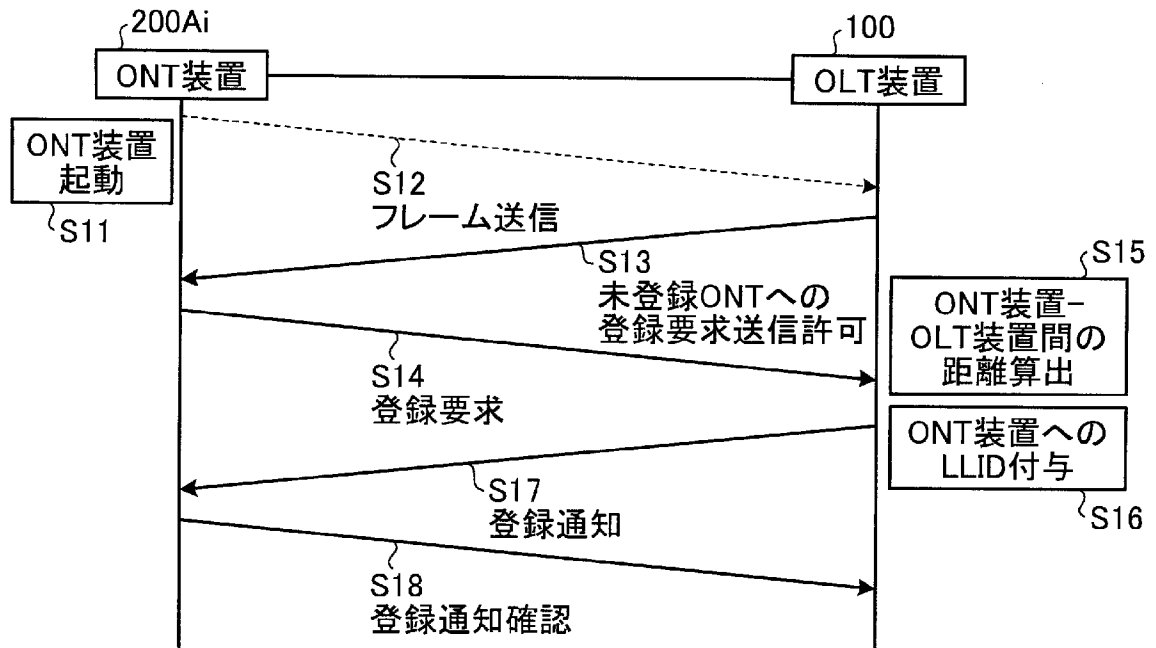 200Ai
ONT装置
100
OLT装置
ONT装置
起動
S11
S12
フレーム送信
S13
未登録ONTへの
登録要求送信許可
S14
登録要求
S15
ONT装置−
OLT装置間の
距離算出
ONT装置への
LLID付与
S16
S17
登録通知
S18
登録通知確認